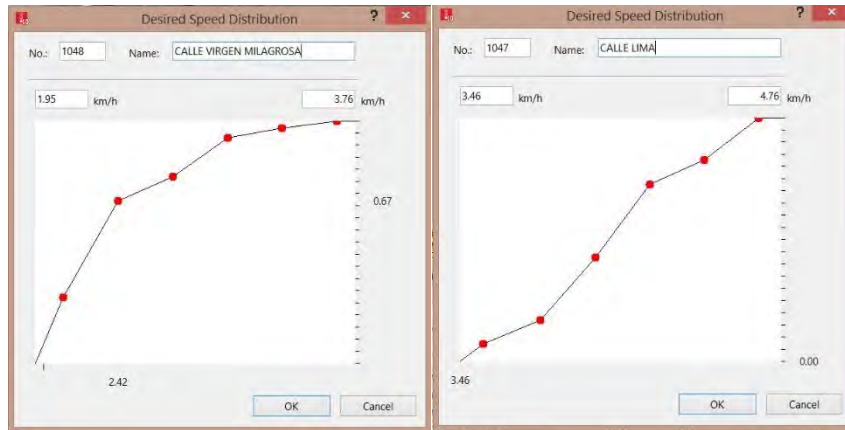 Desired Speed Distribution ? ×
No.: 1048 Name: CALLE VIRGEN MILAGROSA
1.95 km/h 3.76 km/h
0.67
2.42
OK Cancel
Desired Speed Distribution ? ×
No.: 1047 Name: CALLE LIMA
3.46 km/h 4.76 km/h
0.00
3.46
OK Cancel